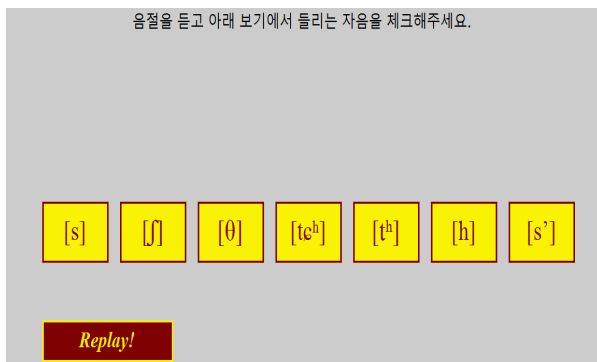 음절을 듣고 아래 보기에서 들리는 자음을 체크해주세요.
[s] [ʃ] [θ] [tɕʰ] [tʰ] [h] [s’]
Replay!